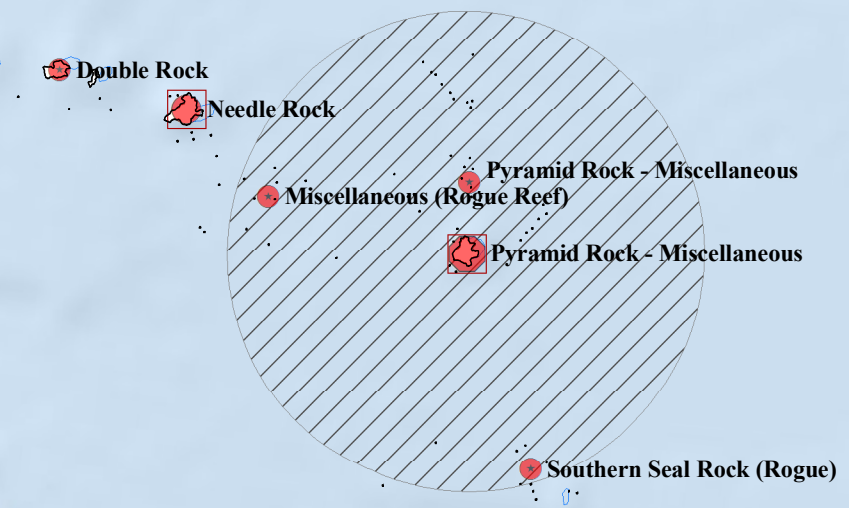 Double Rock
Needle Rock
Pyramid Rock - Miscellaneous
Miscellaneous (Rogue Reef)
Pyramid Rock - Miscellaneous
Southern Seal Rock (Rogue)